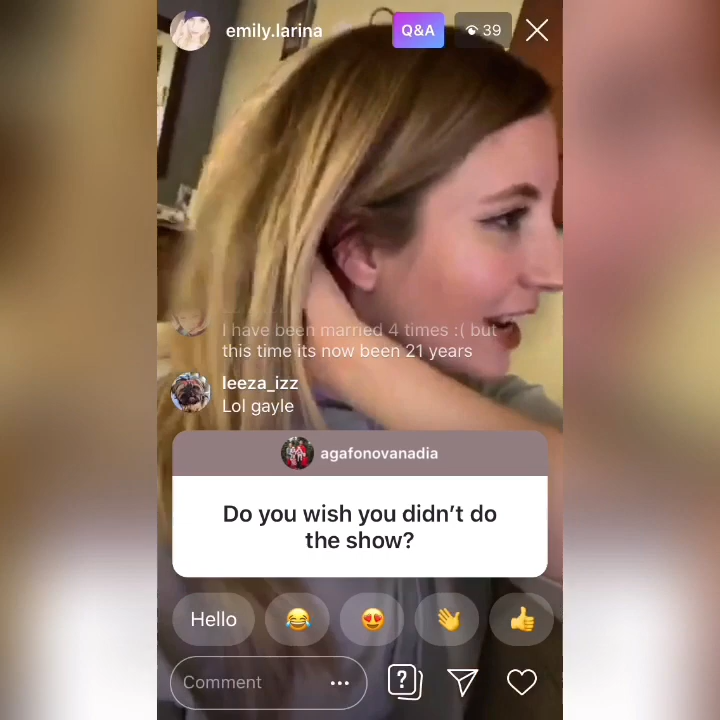 emily.larina
Q&A
39
I have been married 4 times :( but
this time its now been 21 years
leeza_izz
Lol gayle
agafonovanadia
Do you wish you didn't do
the show?
Hello
Comment